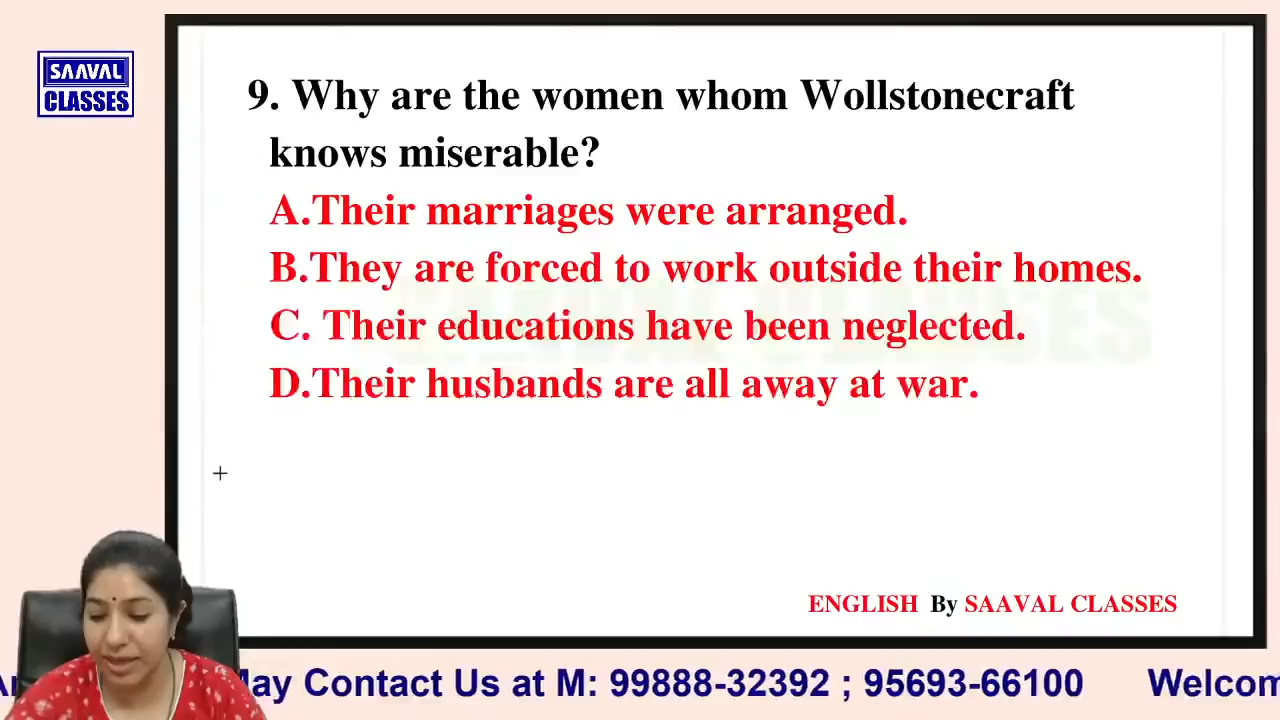 SAAVAL
CLASSES
9. Why are the women whom Wollstonecraft
knows miserable?
A.Their marriages were arranged.
B.They are forced to work outside their homes.
C. Their educations have been neglected.
D.Their husbands are all away at war.
ENGLISH By SAAVAL CLASSES
May Contact Us at M: 99888-32392 ; 95693-66100 Welcom